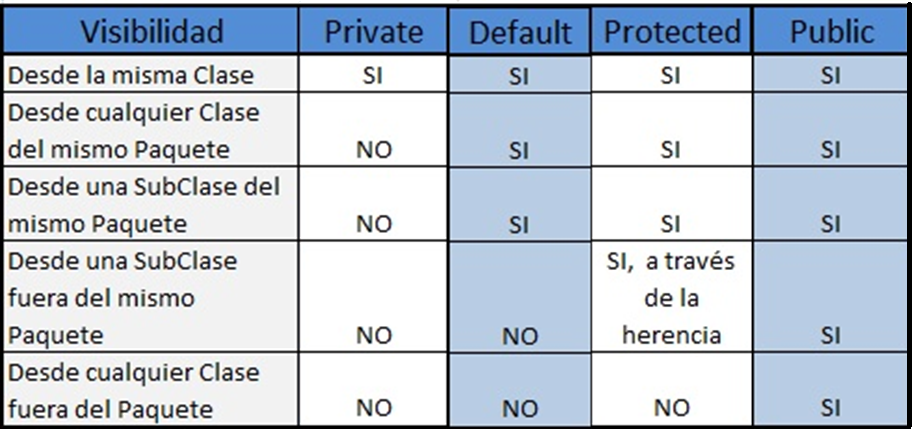 Visibilidad Private Default Protected Public
Desde la misma Clase SI SI SI SI
Desde cualquier Clase
del mismo Paquete NO SI SI SI
Desde una SubClase del
mismo Paquete NO SI SI SI
Desde una SubClase SI, a través
fuera del mismo de la
Paquete NO NO herencia SI
Desde cualquier Clase
fuera del Paquete NO NO NO SI